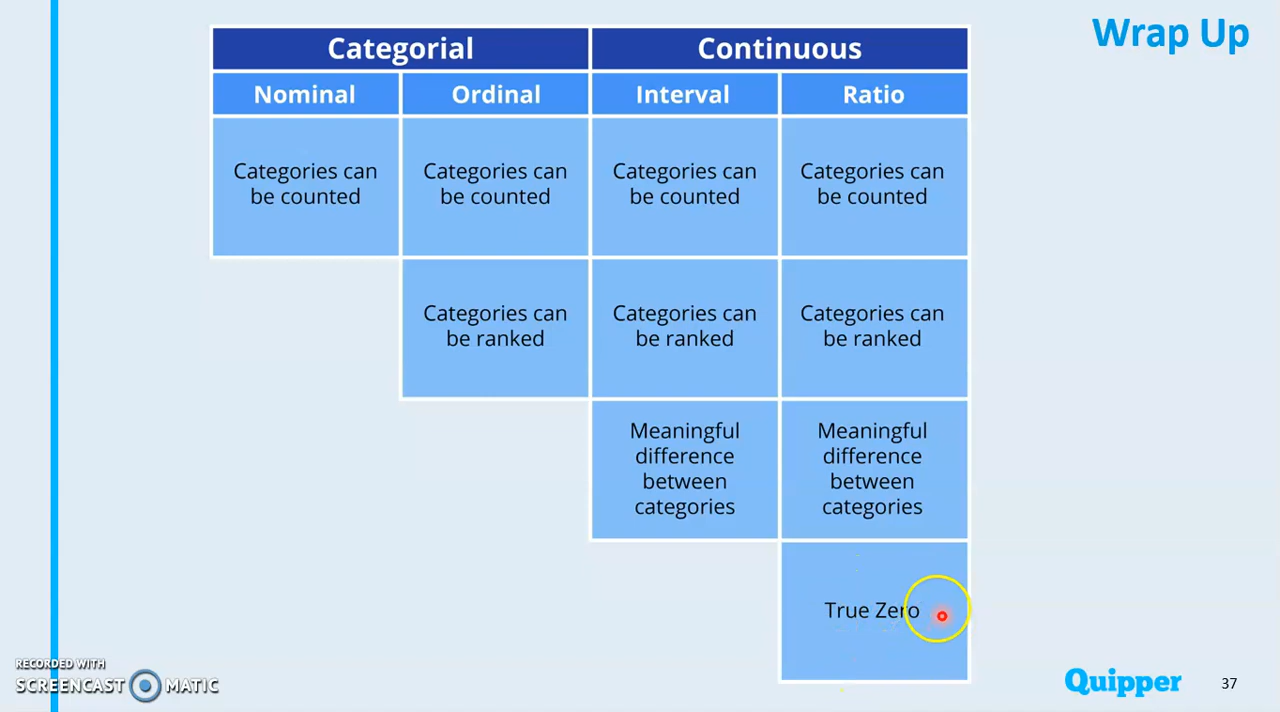 Wrap Up
Categorial
Continuous
Nominal
Ordinal
Interval
Ratio
Categories can
be counted
Categories can
be counted
Categories can
be counted
Categories can
be counted
Categories can
be ranked
Categories can
be ranked
Categories can
be ranked
Meaningful
difference
between
categories
Meaningful
difference
between
categories
True Zero
RECORDED WITH
SCREENCAST MATIC
Quipper
37